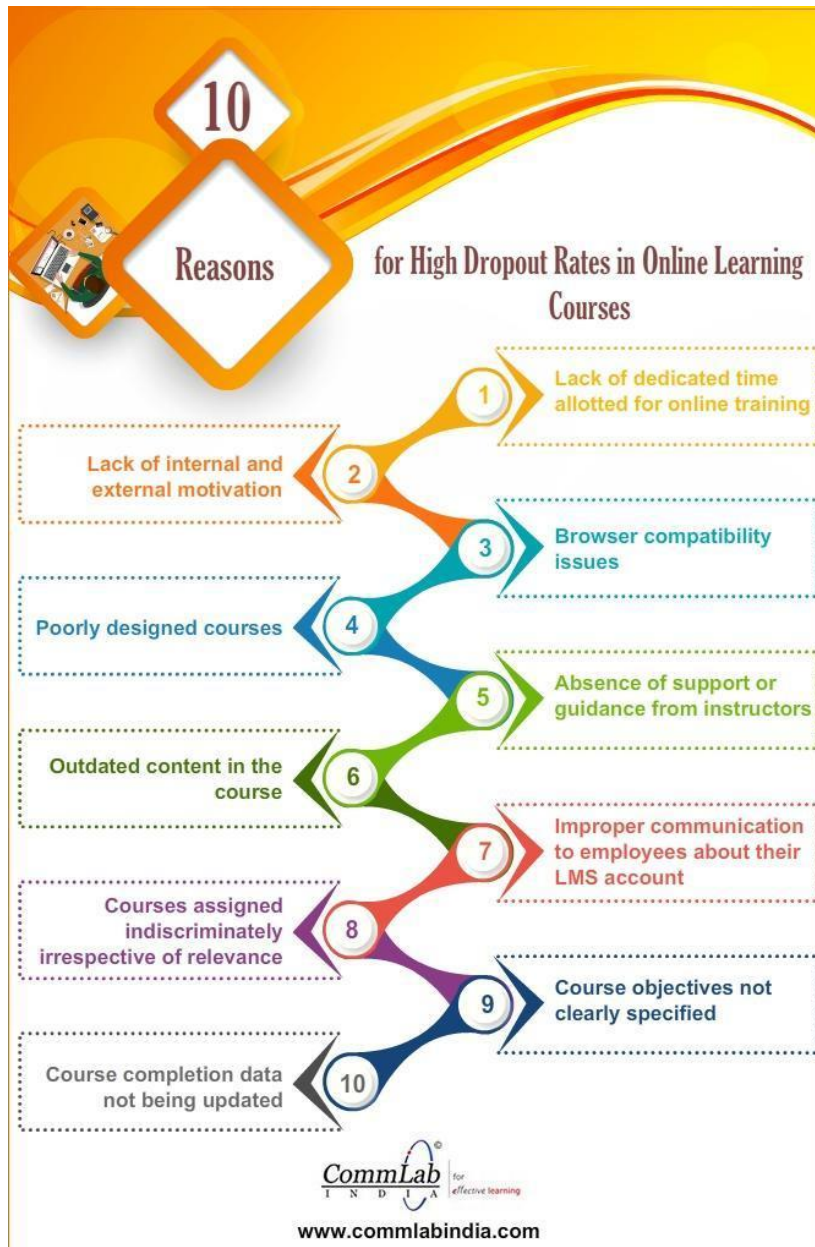 10
Reasons
for High Dropout Rates in Online Learning
Courses
1
Lack of dedicated time
allotted for online training
2
Lack of internal and
external motivation
3
Browser compatibility
issues
4
Poorly designed courses
5
Absence of support or
guidance from instructors
6
Outdated content in the
course
7
Improper communication
to employees about their
LMS account
8
Courses assigned
indiscriminately
irrespective of relevance
9
Course objectives not
clearly specified
10
Course completion data
not being updated
CommLab ©
INDIA
for
effective learning
www.commlabindia.com